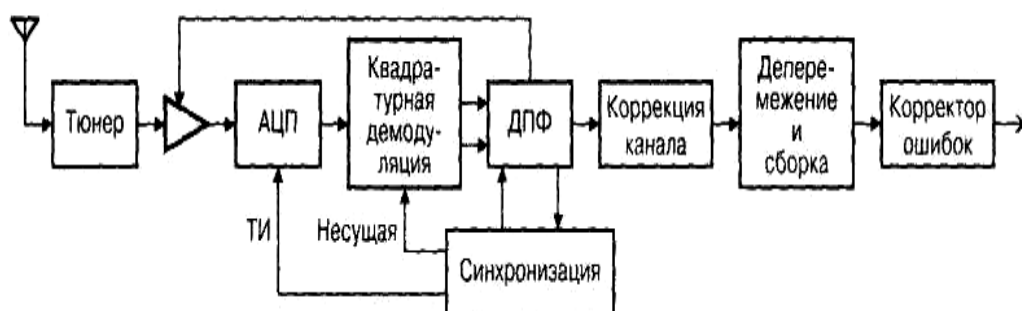 Тюнер
АЦП
Квадра-
турная
демоду-
ляция
ДПФ
Коррекция
канала
Депере-
межение
и
сборка
Корректор
ошибок
ТИ
Несущая
Синхронизация